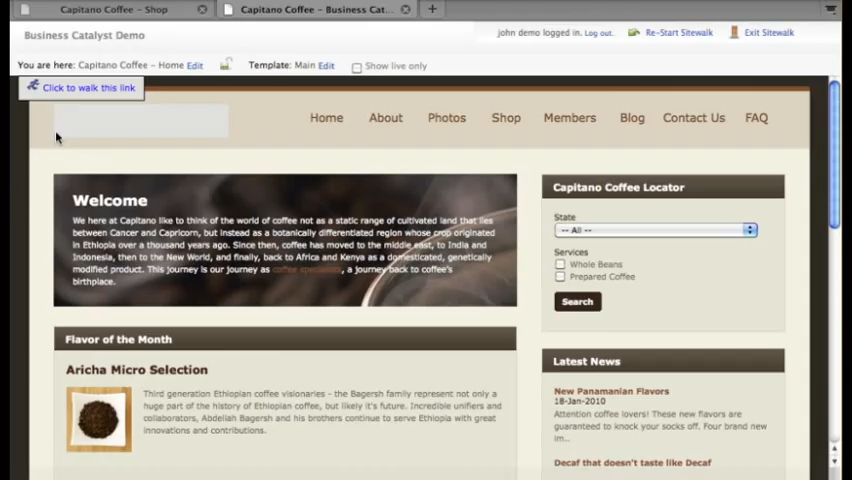 Capitano Coffee - Shop
Capitano Coffee - Business Cat...
Business Catalyst Demo
john demo logged in. Log out.
Re-Start Sitewalk
Exit Sitewalk
You are here: Capitano Coffee - Home Edit
Template: Main Edit
Show live only
Click to walk this link
Home About Photos Shop Members Blog Contact Us FAQ
Welcome
We here at Capitano like to think of the world of coffee not as a static range of cultivated land that lies
between Cancer and Capricorn, but instead as a botanically differentiated region whose crop originated
in Ethiopia over a thousand years ago. Since then, coffee has moved to the middle east, to India and
Indonesia, then to the New World, and finally, back to Africa and Kenya as a domesticated, genetically
modified product. This journey is our journey as coffee specialists, a journey back to coffee's
birthplace.
Capitano Coffee Locator
State
-- All --
Services
Whole Beans
Prepared Coffee
Search
Flavor of the Month
Aricha Micro Selection
Third generation Ethiopian coffee visionaries - the Bagersh family represent not only a
huge part of the history of Ethiopian coffee, but likely it's future. Incredible unifiers and
collaborators, Abdellah Bagersh and his brothers continue to serve Ethiopia with great
innovations and contributions.
Latest News
New Panamanian Flavors
18-Jan-2010
Attention coffee lovers! These new flavors are
guaranteed to knock your socks off. Four brand new
im..
Decaf that doesn't taste like Decaf